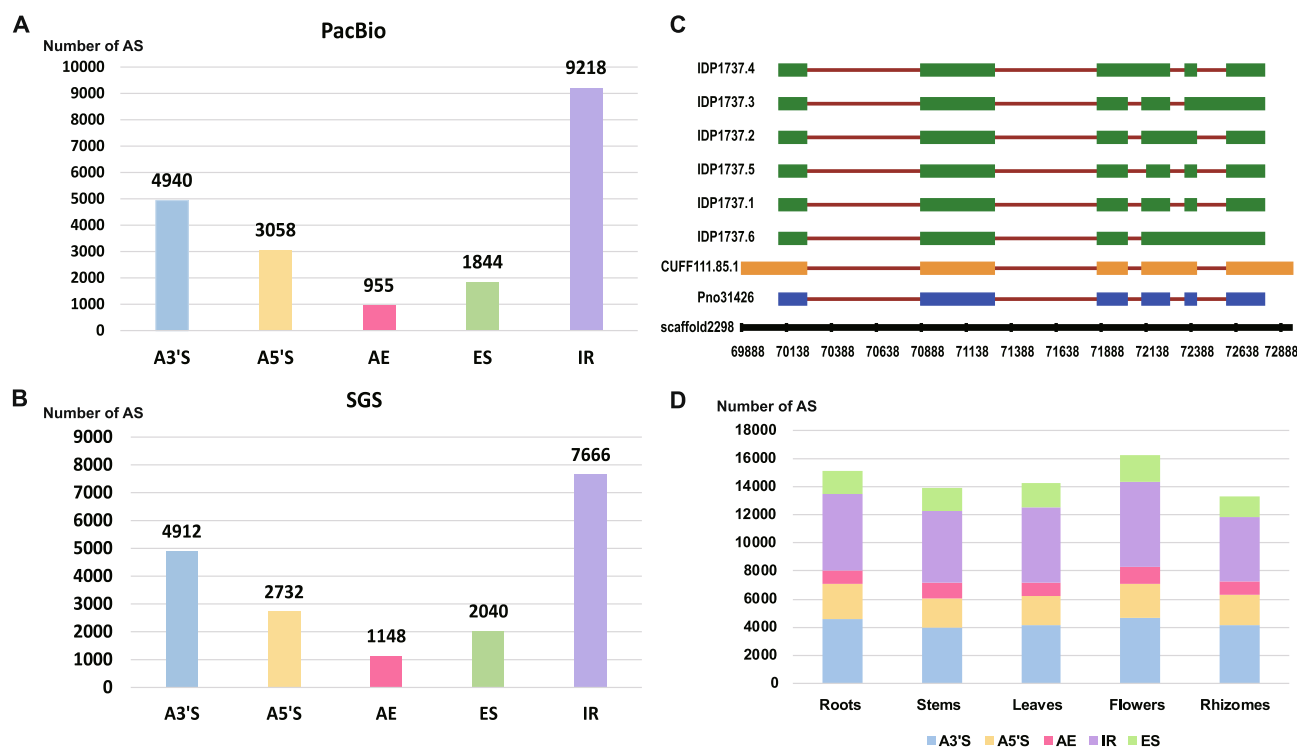 A
PacBio
Number of AS
10000
9000
8000
7000
6000
5000
4000
3000
2000
1000
0
4940
3058
955
1844
9218
A3'S A5'S AE ES IR
B
SGS
Number of AS
9000
8000
7000
6000
5000
4000
3000
2000
1000
0
4912
2732
1148
2040
7666
A3'S A5'S AE ES IR
C
IDP1737.4
IDP1737.3
IDP1737.2
IDP1737.5
IDP1737.1
IDP1737.6
CUFF111.85.1
Pno31426
scaffold2298
69888 70138 70388 70638 70888 71138 71388 71638 71888 72138 72388 72638 72888
D
Number of AS
18000
16000
14000
12000
10000
8000
6000
4000
2000
0
Roots Stems Leaves Flowers Rhizomes
A3'S A5'S AE IR ES